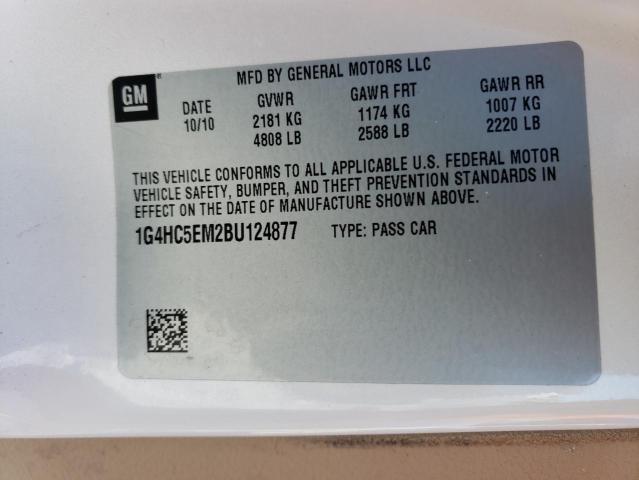 MFD BY GENERAL MOTORS LLC
GM
DATE GVWR GAWR FRT GAWR RR
10/10 2181 KG 1174 KG 1007 KG
4808 LB 2588 LB 2220 LB
THIS VEHICLE CONFORMS TO ALL APPLICABLE U.S. FEDERAL MOTOR
VEHICLE SAFETY, BUMPER, AND THEFT PREVENTION STANDARDS IN
EFFECT ON THE DATE OF MANUFACTURE SHOWN ABOVE.
1G4HC5EM2BU124877 TYPE: PASS CAR